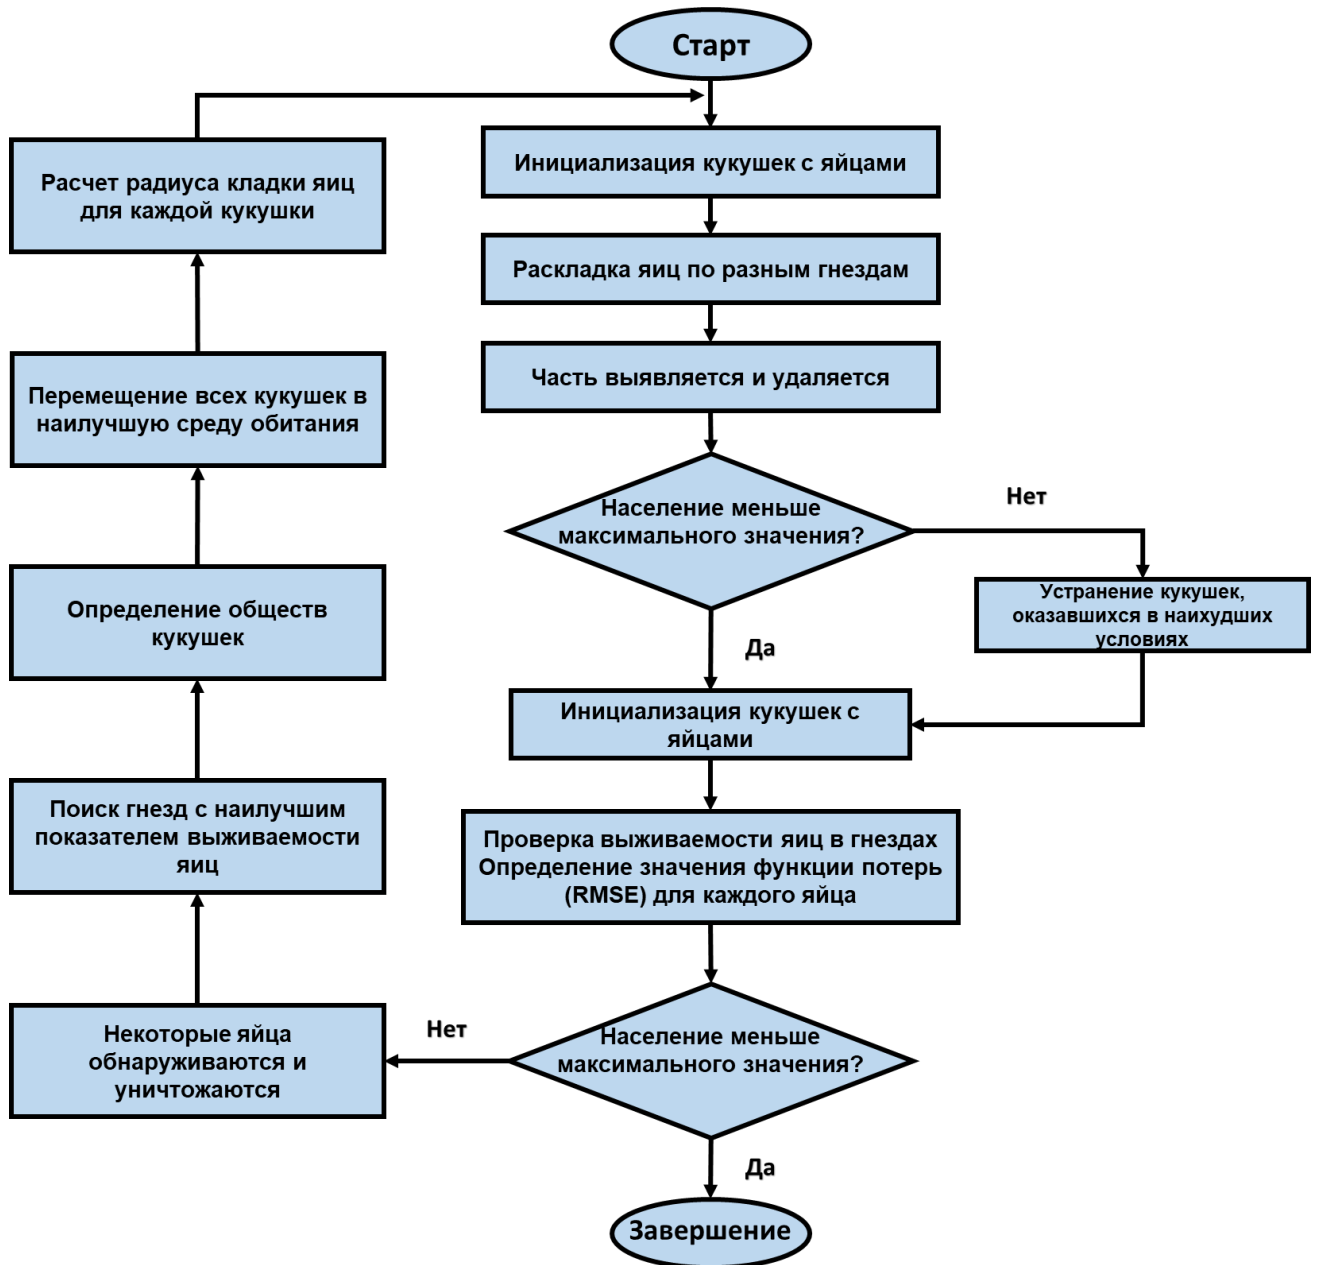 Старт
Инициализация кукушек с яйцами
Раскладка яиц по разным гнездам
Часть выявляется и удаляется
Население меньше
максимального значения?
Нет
Устранение кукушек,
оказавшихся в наихудших
условиях
Да
Инициализация кукушек с
яйцами
Проверка выживаемости яиц в гнездах
Определение значения функции потерь
(RMSE) для каждого яйца
Население меньше
максимального значения?
Да
Завершение
Нет
Некоторые яйца
обнаруживаются и
уничтожаются
Поиск гнезд с наилучшим
показателем выживаемости
яиц
Определение обществ
кукушек
Перемещение всех кукушек в
наилучшую среду обитания
Расчет радиуса кладки яиц
для каждой кукушки